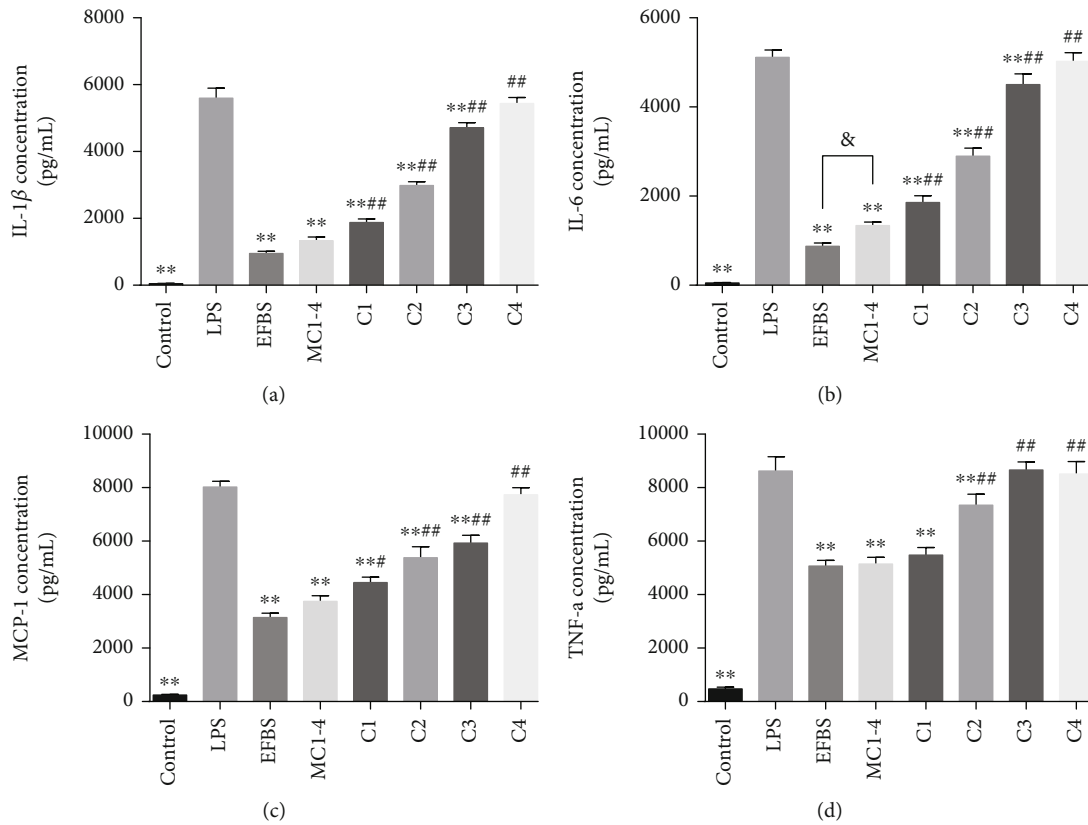 IL-1β concentration
(pg/mL)
8000
6000
4000
2000
0
**
**
**
**##
**##
**##
##
Control
LPS
EFBS
MC1-4
C1
C2
C3
C4
(a)
IL-6 concentration
(pg/mL)
6000
4000
2000
0
**
**
&
**
**##
**##
**##
##
Control
LPS
EFBS
MC1-4
C1
C2
C3
C4
(b)
MCP-1 concentration
(pg/mL)
10000
8000
6000
4000
2000
0
**
**
**
**#
**##
**##
##
Control
LPS
EFBS
MC1-4
C1
C2
C3
C4
(c)
TNF-a concentration
(pg/mL)
10000
8000
6000
4000
2000
0
**
**
**
**
**##
##
##
Control
LPS
EFBS
MC1-4
C1
C2
C3
C4
(d)